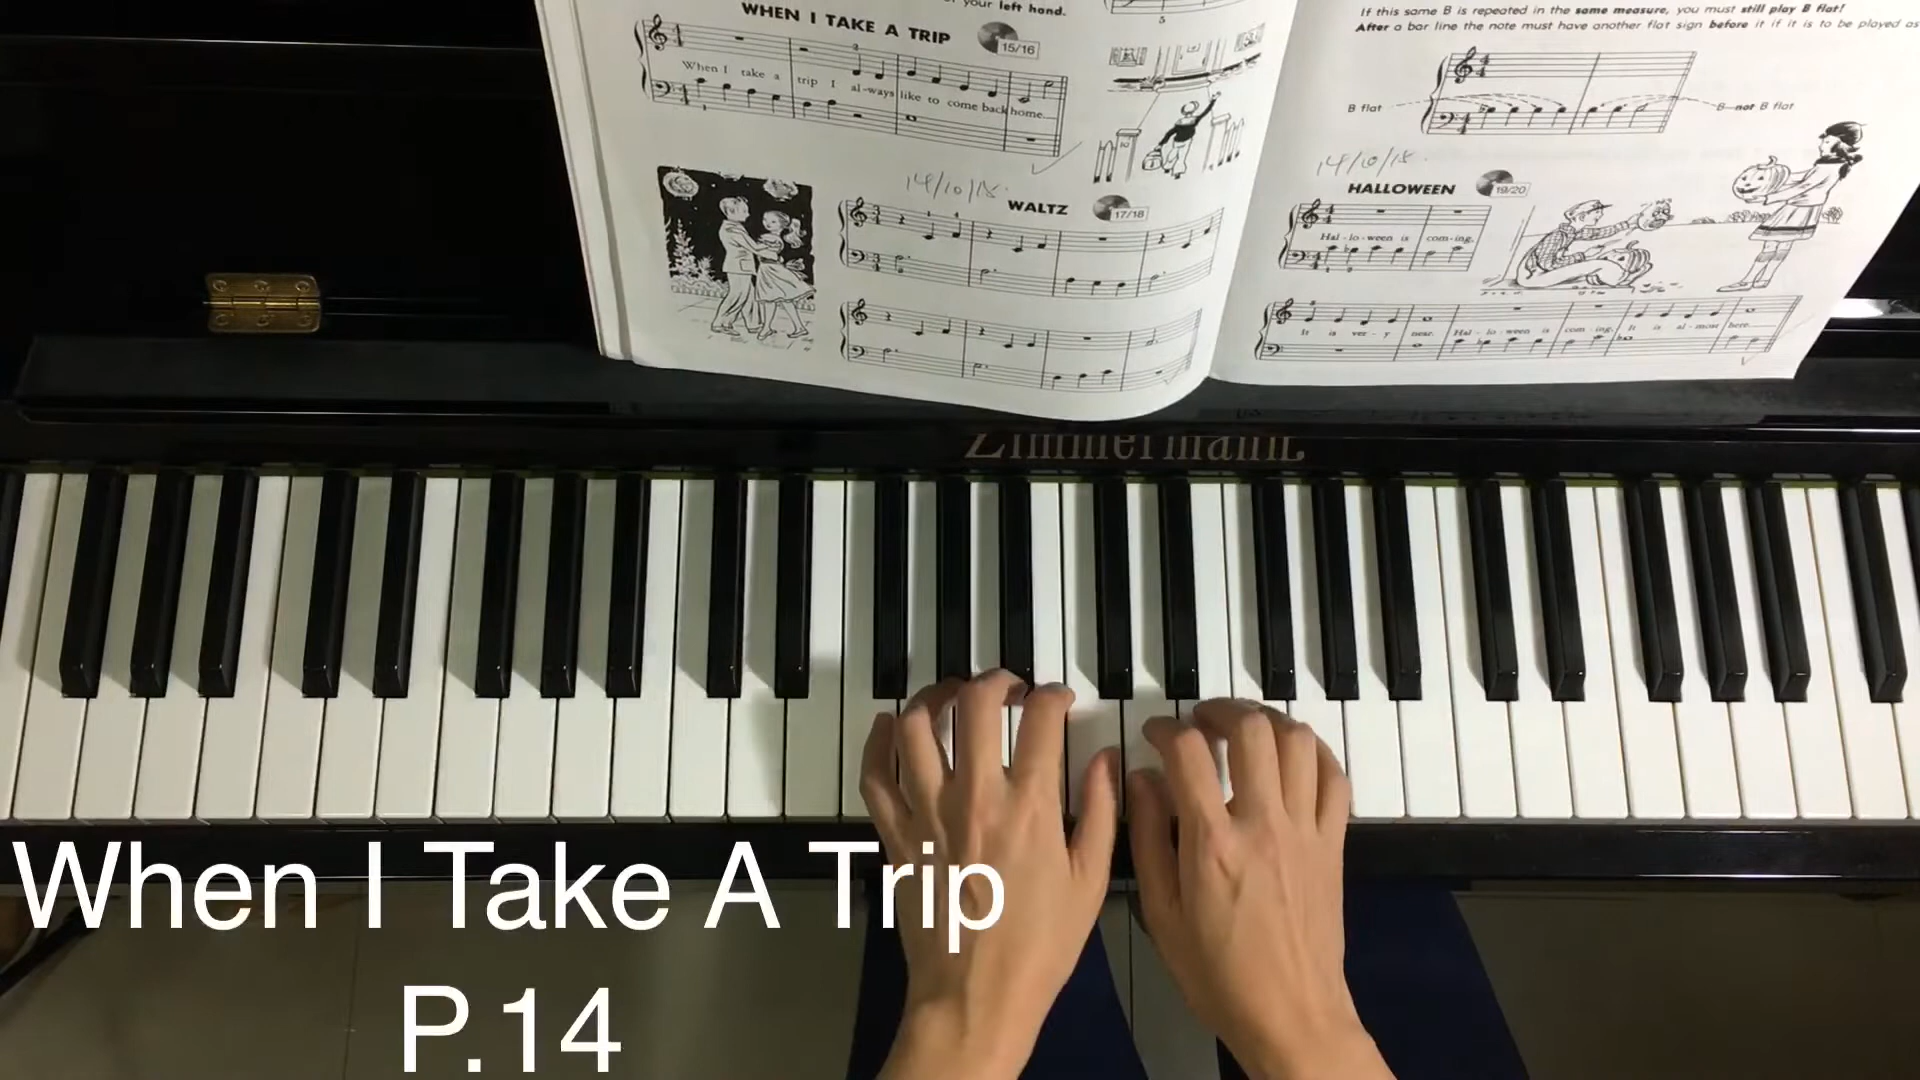 your left hand.
WHEN I TAKE A TRIP
15/16
When I take a trip I al-ways like to come back home.
14/10/18
WALTZ
17/18
If this same B is repeated in the same measure, you must still play B flat!
After a bar line the note must have another flat sign before it if it is to be played as
B flat
B—not B flat
14/10/18
HALLOWEEN
19/20
Hal-lo-ween is com-ing,
It is ver-y near. Hal-lo-ween is com-ing, It is al-most here.
Zimmermann
When I Take A Trip
P.14